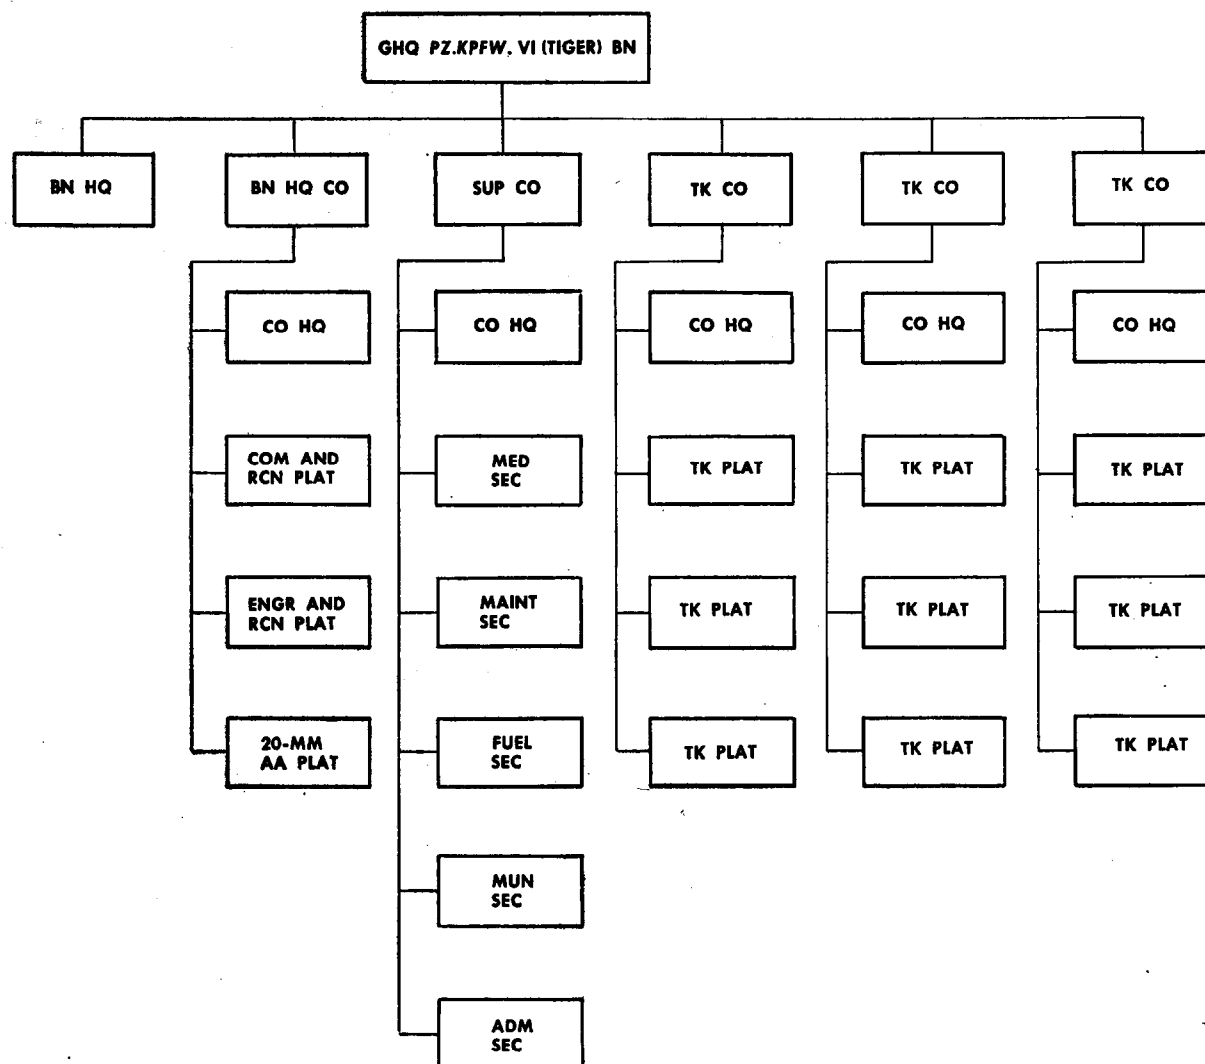 GHQ PZ.KPFW. VI (TIGER) BN
BN HQ
BN HQ CO
SUP CO
TK CO
TK CO
TK CO
CO HQ
CO HQ
CO HQ
CO HQ
CO HQ
COM AND
RCN PLAT
MED
SEC
TK PLAT
TK PLAT
TK PLAT
ENGR AND
RCN PLAT
MAINT
SEC
TK PLAT
TK PLAT
TK PLAT
20-MM
AA PLAT
FUEL
SEC
TK PLAT
TK PLAT
TK PLAT
MUN
SEC
ADM
SEC